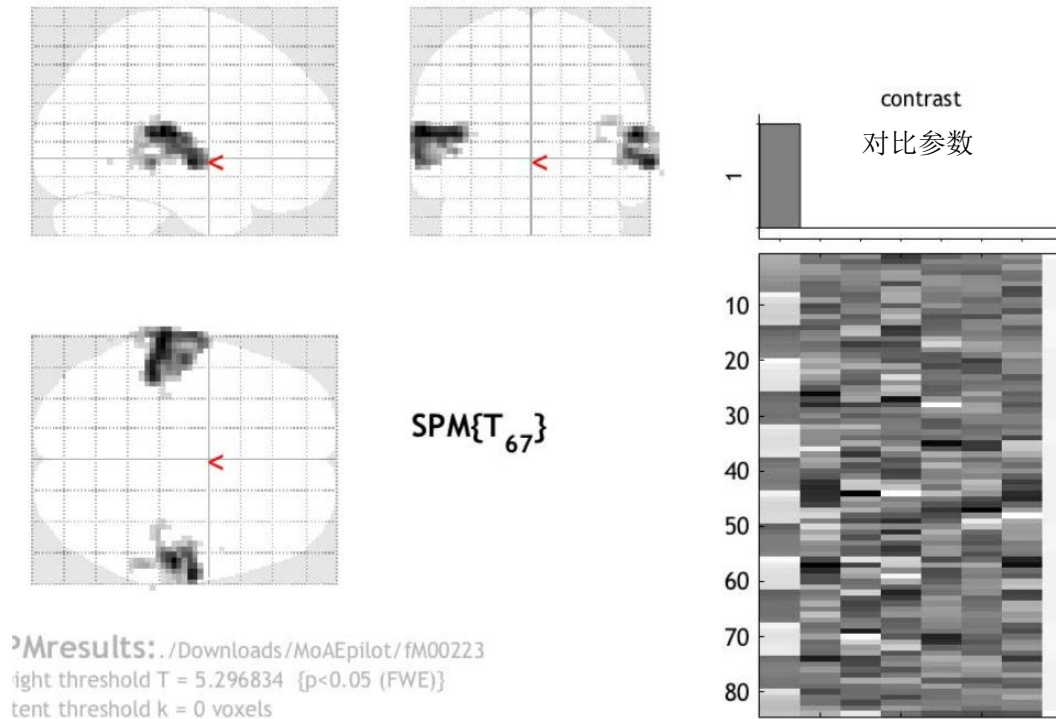 contrast
对比参数
1
SPM{T67}
10
20
30
40
50
60
70
80
PMresults: ./Downloads/MoAEpilot/fM00223
ight threshold T = 5.296834 {p<0.05 (FWE)}
tent threshold k = 0 voxels